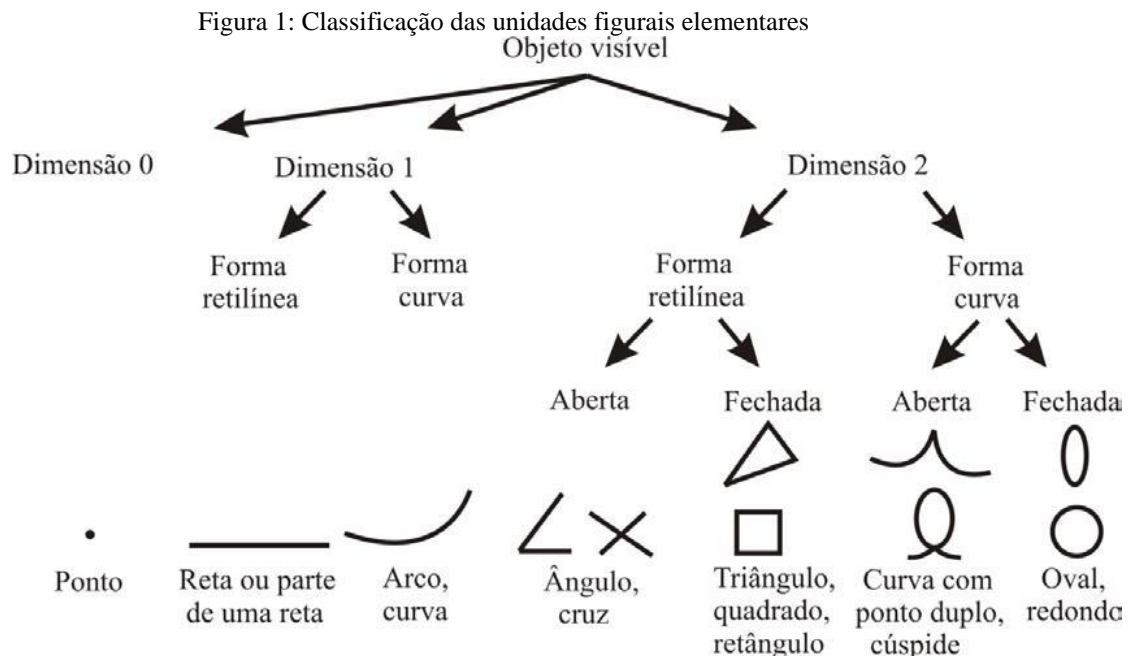 Figura 1: Classificação das unidades figurais elementares
Objeto visível
Dimensão 0
Dimensão 1
Dimensão 2
Forma
retilínea
Forma
curva
Forma
retilínea
Forma
curva
Aberta
Fechada
Aberta
Fechada
Ponto
Reta ou parte
de uma reta
Arco,
curva
Ângulo,
cruz
Triângulo,
quadrado,
retângulo
Curva com
ponto duplo,
cúspide
Oval,
redondo